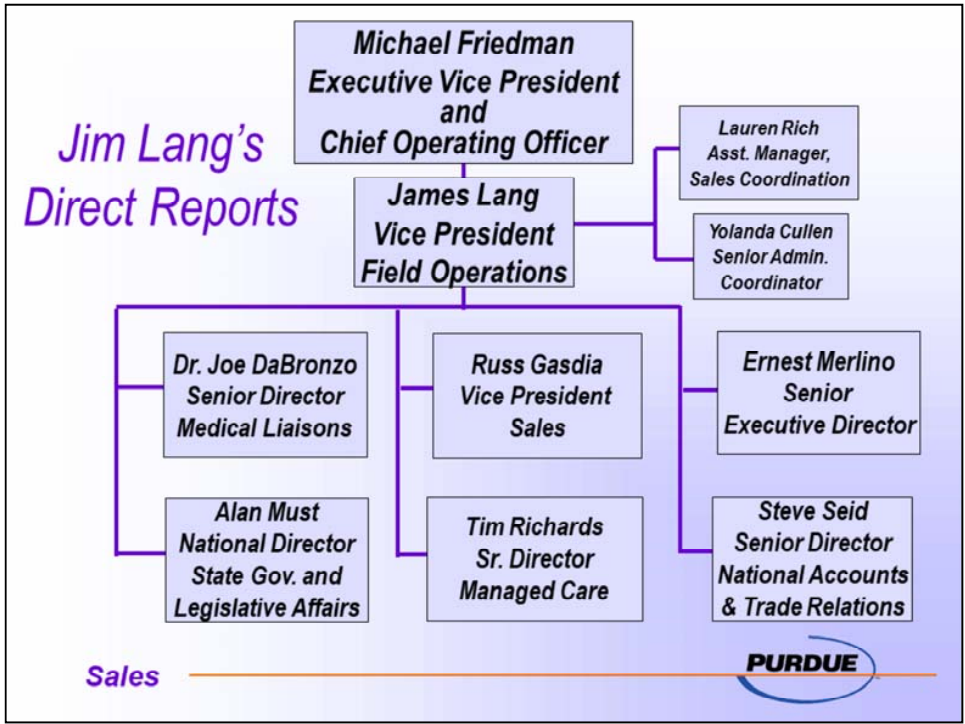 Michael Friedman
Executive Vice President
and
Chief Operating Officer
Jim Lang's
Direct Reports
Lauren Rich
Asst. Manager,
Sales Coordination
James Lang
Vice President
Field Operations
Yolanda Cullen
Senior Admin.
Coordinator
Dr. Joe DaBronzo
Senior Director
Medical Liaisons
Russ Gasdia
Vice President
Sales
Ernest Merlino
Senior
Executive Director
Alan Must
National Director
State Gov. and
Legislative Affairs
Tim Richards
Sr. Director
Managed Care
Steve Seid
Senior Director
National Accounts
& Trade Relations
Sales
PURDUE